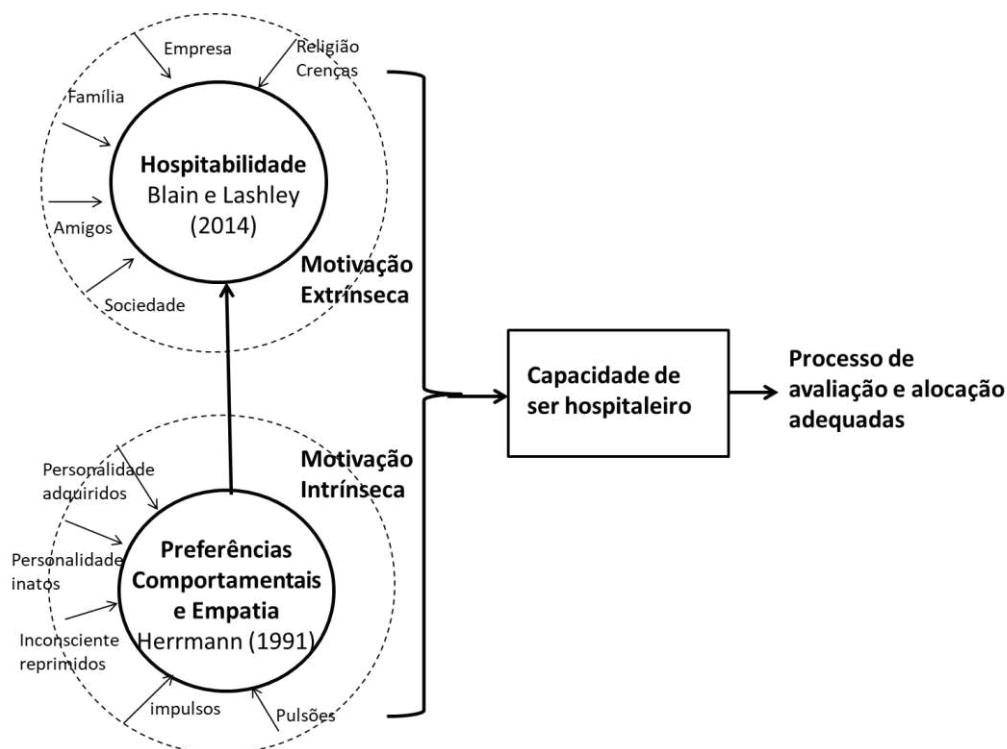 Empresa
Religião
Crenças
Família
Hospitabilidade
Blain e Lashley
(2014)
Amigos
Sociedade
Motivação
Extrínseca
Capacidade de
ser hospitaleiro
Processo de
avaliação e alocação
adequadas
Motivação
Intrínseca
Personalidade
adquiridos
Personalidade
inatos
Preferências
Comportamentais
e Empatia
Herrmann (1991)
Inconsciente
reprimidos
impulsos
Pulsões